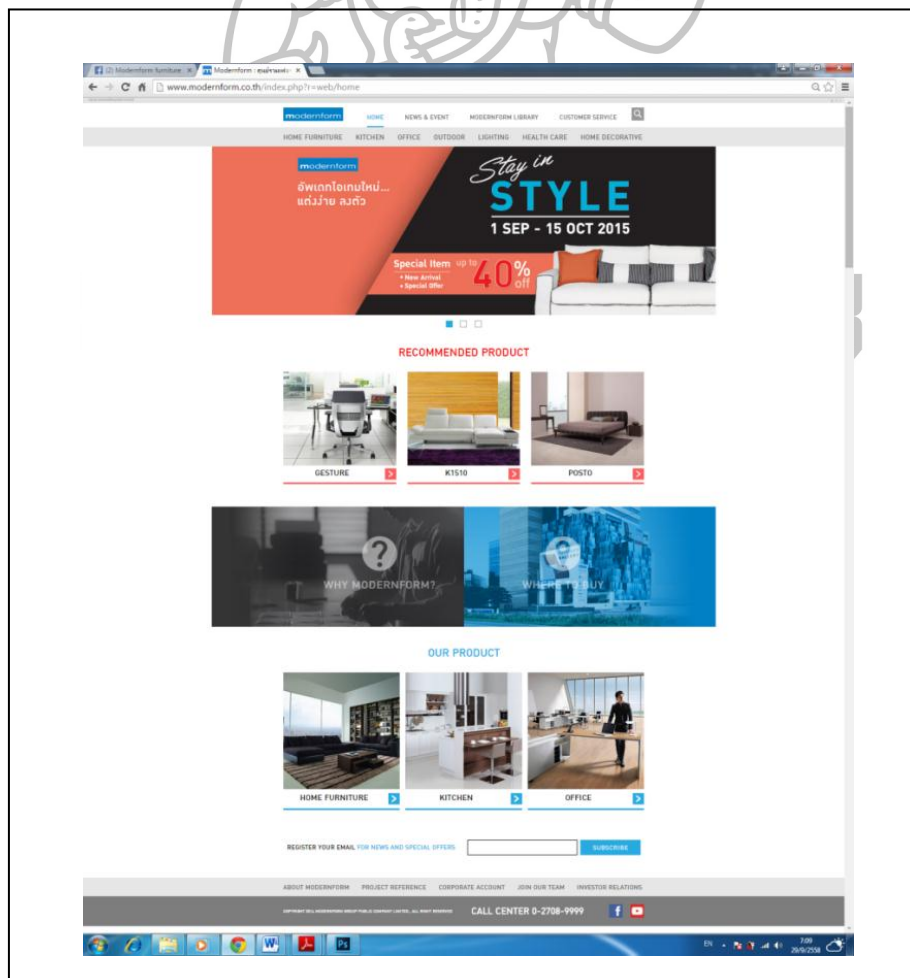 Modernform furniture
Modernform :
www.modernform.co.th/index.php?r=web/home
modernform HOME NEWS & EVENT MODERNFORM LIBRARY CUSTOMER SERVICE
HOME FURNITURE KITCHEN OFFICE OUTDOOR LIGHTING HEALTH CARE HOME DECORATIVE
modernform
อัพเดทไอเทมใหม่...
แต่งง่าย ลงตัว
Stay in
STYLE
1 SEP - 15 OCT 2015
Special Item up to 40% off
• New Arrival
• Special Offer
RECOMMENDED PRODUCT
GESTURE K1510 POSTO
WHY MODERNFORM? WHERE TO BUY
OUR PRODUCT
HOME FURNITURE KITCHEN OFFICE
REGISTER YOUR EMAIL FOR NEWS AND SPECIAL OFFERS SUBSCRIBE
ABOUT MODERNFORM PROJECT REFERENCE CORPORATE ACCOUNT JOIN OUR TEAM INVESTOR RELATIONS
CALL CENTER 0-2708-9999
EN 7:09
29/9/2558